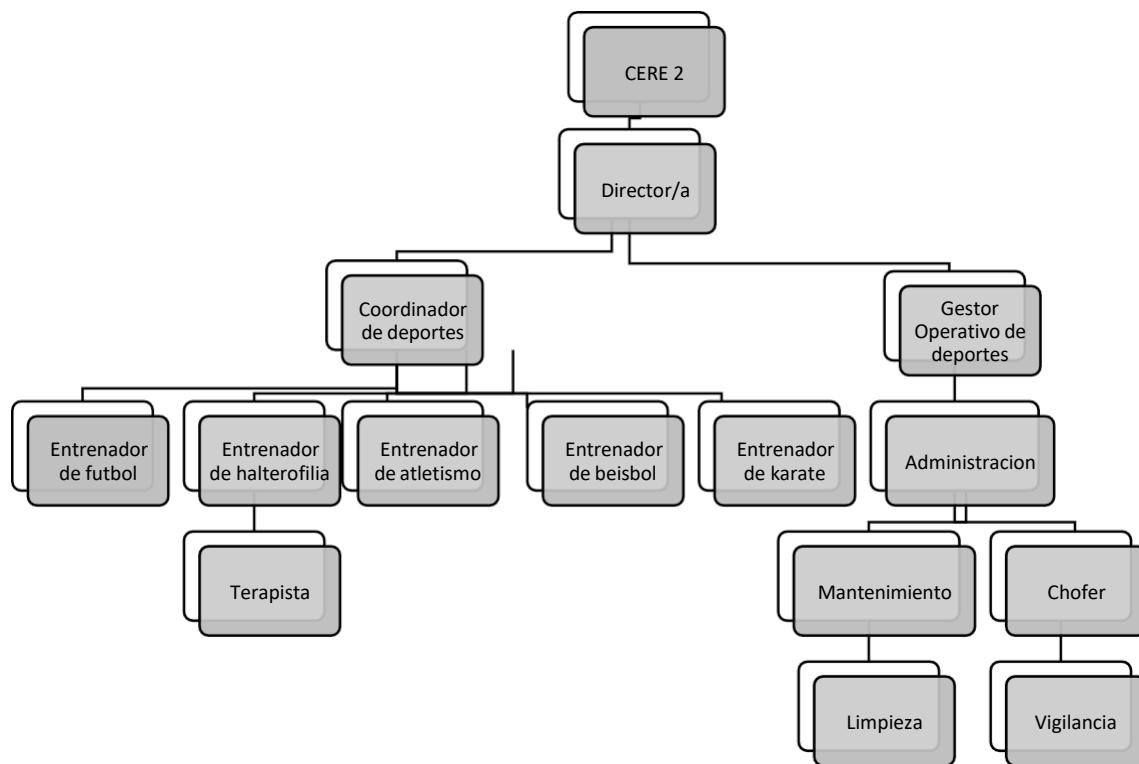 CERE 2
Director/a
Coordinador
de deportes
Gestor
Operativo de
deportes
Entrenador
de futbol
Entrenador
de halterofilia
Entrenador
de atletismo
Entrenador
de beisbol
Entrenador
de karate
Administracion
Terapista
Mantenimiento
Chofer
Limpieza
Vigilancia